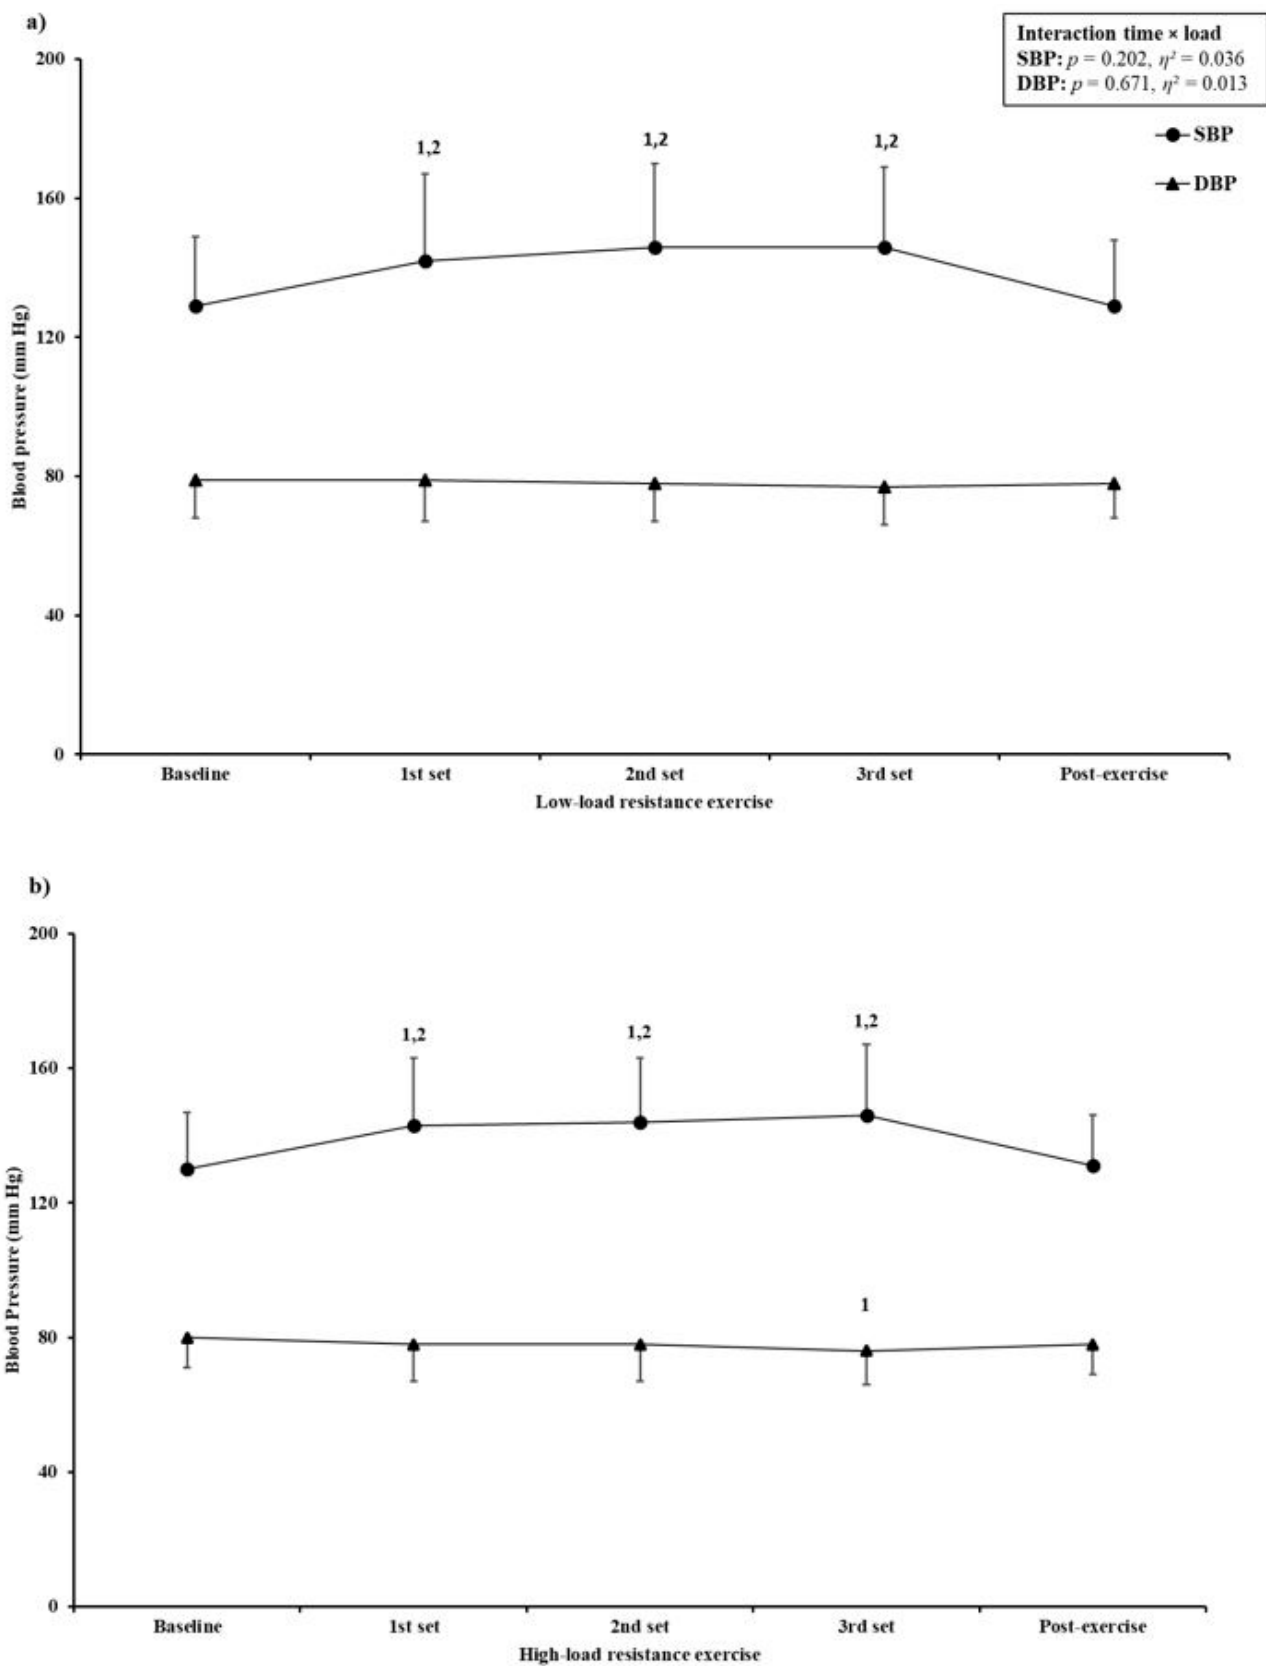 a)
Interaction time × load
SBP: p = 0.202, η² = 0.036
DBP: p = 0.671, η² = 0.013
SBP
DBP
200
160
120
80
40
0
Blood pressure (mm Hg)
1,2
1,2
1,2
Baseline
1st set
2nd set
3rd set
Post-exercise
Low-load resistance exercise
b)
200
160
120
80
40
0
Blood Pressure (mm Hg)
1,2
1,2
1,2
1
Baseline
1st set
2nd set
3rd set
Post-exercise
High-load resistance exercise